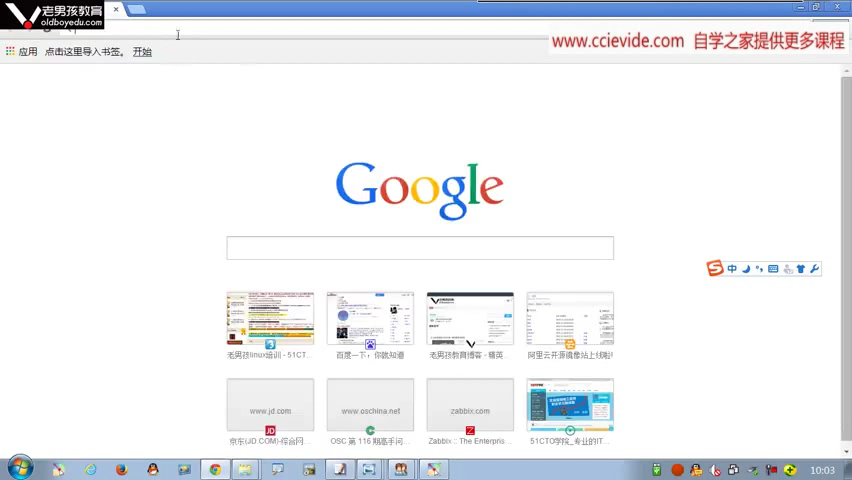 老男孩教育
oldboyedu.com
应用 点击这里导入书签。 开始
www.ccievide.com 自学之家提供更多课程
Google
中
老男孩linux培训 - 51CT...
百度一下，你就知道
老男孩教育博客 - 精英...
阿里云开源镜像站上线啦!
www.jd.com
www.oschina.net
zabbix.com
京东(JD.COM)-综合网...
OSC 第 116 期高手问...
Zabbix :: The Enterpris...
51CTO学院_专业的IT...
10:03